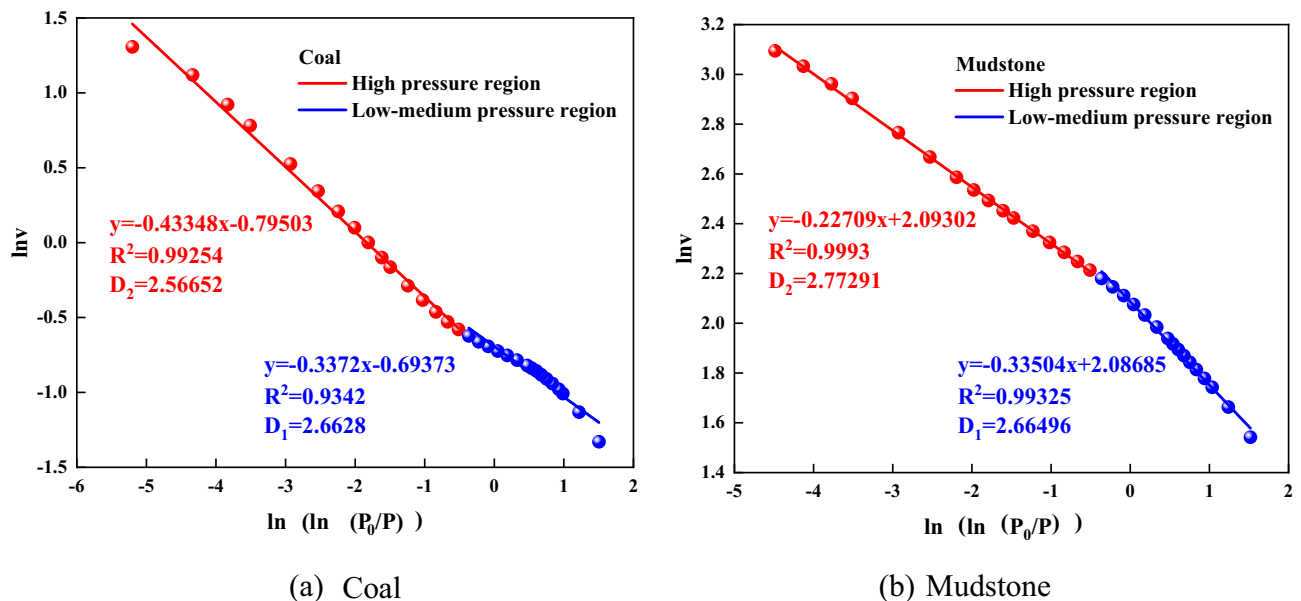 1.5
1.0
0.5
0.0
-0.5
-1.0
-1.5
lnv
-6 -5 -4 -3 -2 -1 0 1 2
ln (ln (P₀/P) )
Coal
High pressure region
Low-medium pressure region
y=-0.43348x-0.79503
R²=0.99254
D₂=2.56652
y=-0.3372x-0.69373
R²=0.9342
D₁=2.6628
(a) Coal
3.2
3.0
2.8
2.6
2.4
2.2
2.0
1.8
1.6
1.4
lnv
-5 -4 -3 -2 -1 0 1 2
ln (ln (P₀/P) )
Mudstone
High pressure region
Low-medium pressure region
y=-0.22709x+2.09302
R²=0.9993
D₂=2.77291
y=-0.33504x+2.08685
R²=0.99325
D₁=2.66496
(b) Mudstone